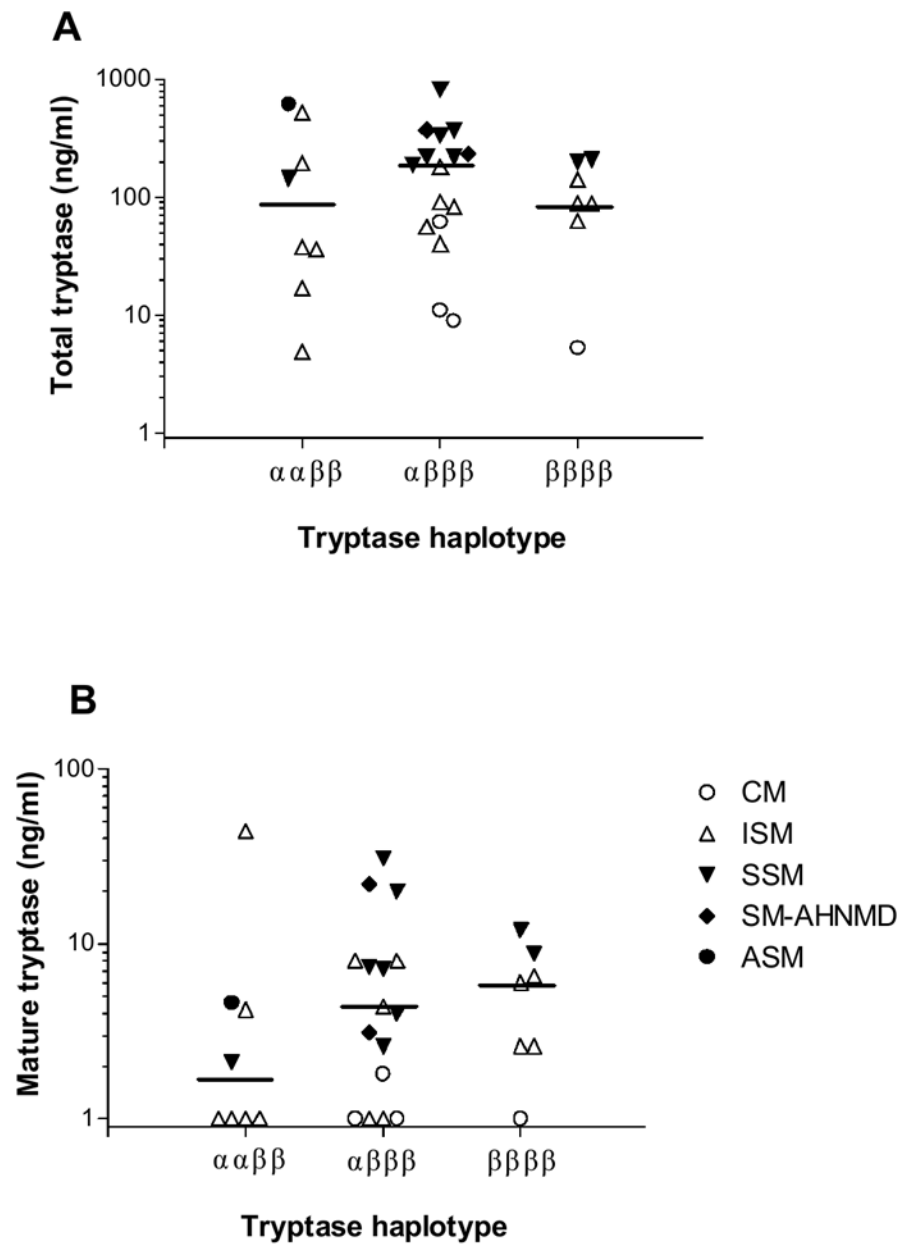 A
Total tryptase (ng/ml)
1000
100
10
1
ααββ αβββ ββββ
Tryptase haplotype
B
Mature tryptase (ng/ml)
100
10
1
ααββ αβββ ββββ
Tryptase haplotype
CM
ISM
SSM
SM-AHNMD
ASM